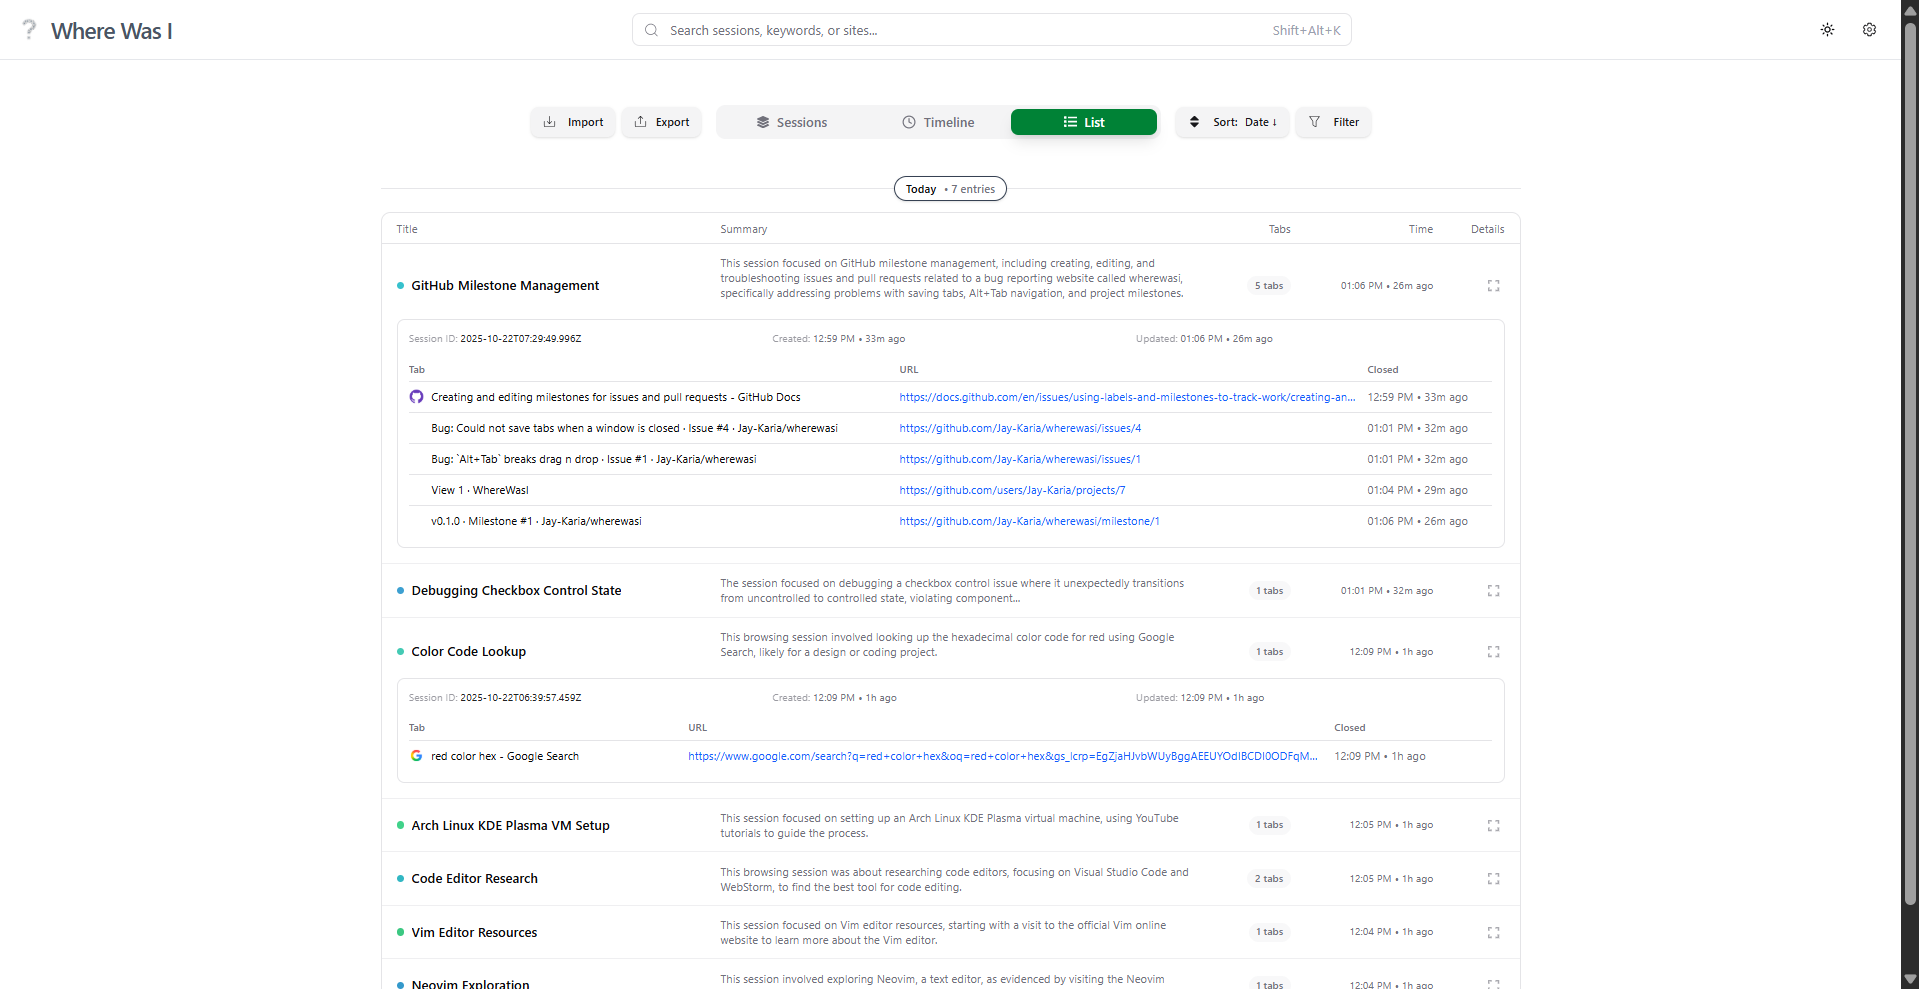 Where Was I
Search sessions, keywords, or sites...
Shift+Alt+K
Import
Export
Sessions
Timeline
List
Sort: Date ↓
Filter
Today • 7 entries
Title Summary Tabs Time Details
GitHub Milestone Management
This session focused on GitHub milestone management, including creating, editing, and
troubleshooting issues and pull requests related to a bug reporting website called wherewasi,
specifically addressing problems with saving tabs, Alt+Tab navigation, and project milestones.
5 tabs
01:06 PM • 26m ago
Session ID: 2025-10-22T07:29:49.996Z
Created: 12:59 PM • 33m ago
Updated: 01:06 PM • 26m ago
Tab URL Closed
Creating and editing milestones for issues and pull requests - GitHub Docs https://docs.github.com/en/issues/using-labels-and-milestones-to-track-work/creating-an... 12:59 PM • 33m ago
Bug: Could not save tabs when a window is closed · Issue #4 · Jay-Karia/wherewasi https://github.com/Jay-Karia/wherewasi/issues/4 01:01 PM • 32m ago
Bug: `Alt+Tab` breaks drag n drop · Issue #1 · Jay-Karia/wherewasi https://github.com/Jay-Karia/wherewasi/issues/1 01:01 PM • 32m ago
View 1 · WhereWasI https://github.com/users/Jay-Karia/projects/7 01:04 PM • 29m ago
v0.1.0 · Milestone #1 · Jay-Karia/wherewasi https://github.com/Jay-Karia/wherewasi/milestone/1 01:06 PM • 26m ago
Debugging Checkbox Control State
The session focused on debugging a checkbox control issue where it unexpectedly transitions
from uncontrolled to controlled state, violating component...
1 tabs
01:01 PM • 32m ago
Color Code Lookup
This browsing session involved looking up the hexadecimal color code for red using Google
Search, likely for a design or coding project.
1 tabs
12:09 PM • 1h ago
Session ID: 2025-10-22T06:39:57.459Z
Created: 12:09 PM • 1h ago
Updated: 12:09 PM • 1h ago
Tab URL Closed
red color hex - Google Search https://www.google.com/search?q=red+color+hex&oq=red+color+hex&gs_lcrp=EgZjaHJvbWUyBggAEEUYOdIBCDI0ODFqM... 12:09 PM • 1h ago
Arch Linux KDE Plasma VM Setup
This session focused on setting up an Arch Linux KDE Plasma virtual machine, using YouTube
tutorials to guide the process.
1 tabs
12:05 PM • 1h ago
Code Editor Research
This browsing session was about researching code editors, focusing on Visual Studio Code and
WebStorm, to find the best tool for code editing.
2 tabs
12:05 PM • 1h ago
Vim Editor Resources
This session focused on Vim editor resources, starting with a visit to the official Vim online
website to learn more about the Vim editor.
1 tabs
12:04 PM • 1h ago
Neovim Exploration
This session involved exploring Neovim, a text editor, as evidenced by visiting the Neovim
1 tabs
12:04 PM • 1h ago